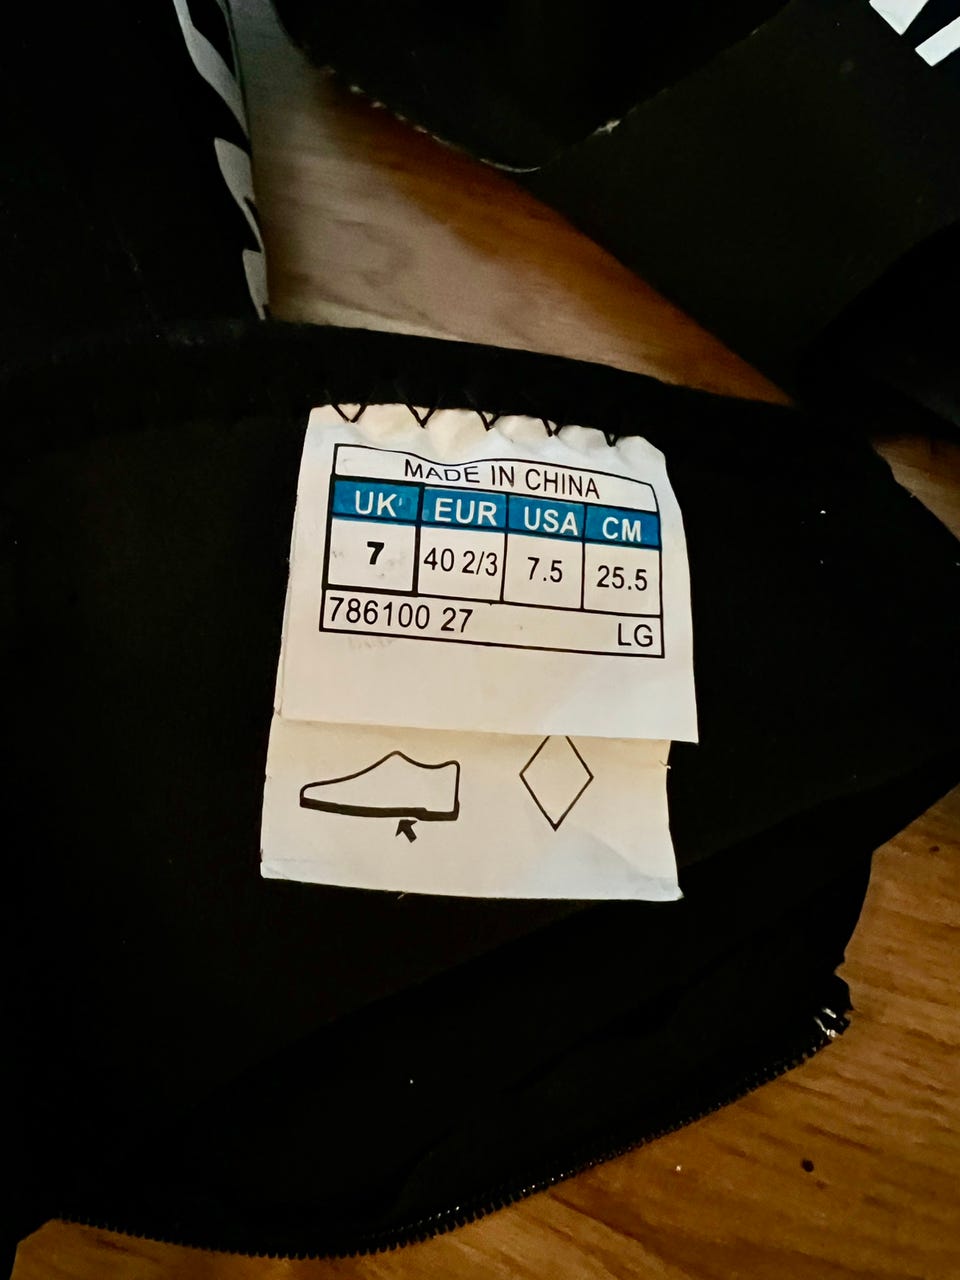 MADE IN CHINA
UK EUR USA CM
7 40 2/3 7.5 25.5
786100 27 LG